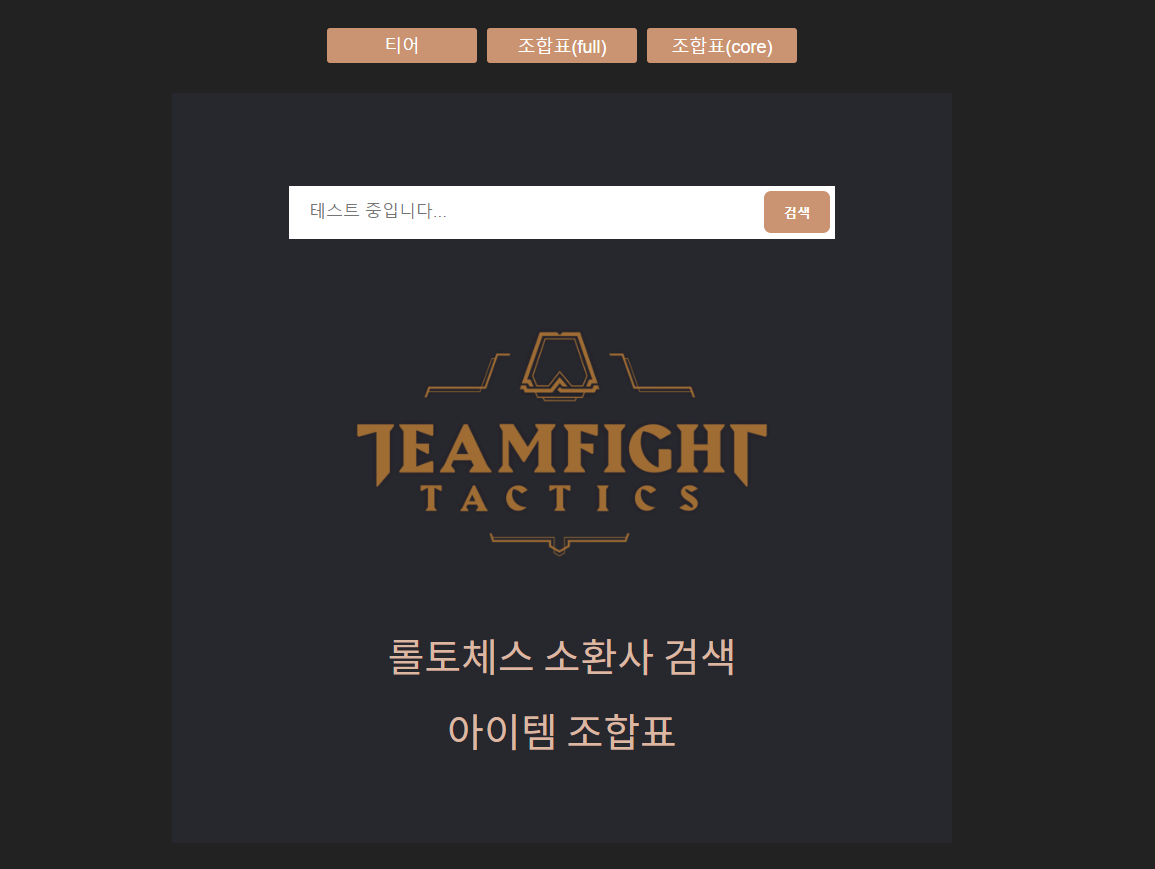 티어
조합표(full)
조합표(core)
테스트 중입니다...
검색
TEAMFIGHT
TACTICS
롤토체스 소환사 검색
아이템 조합표